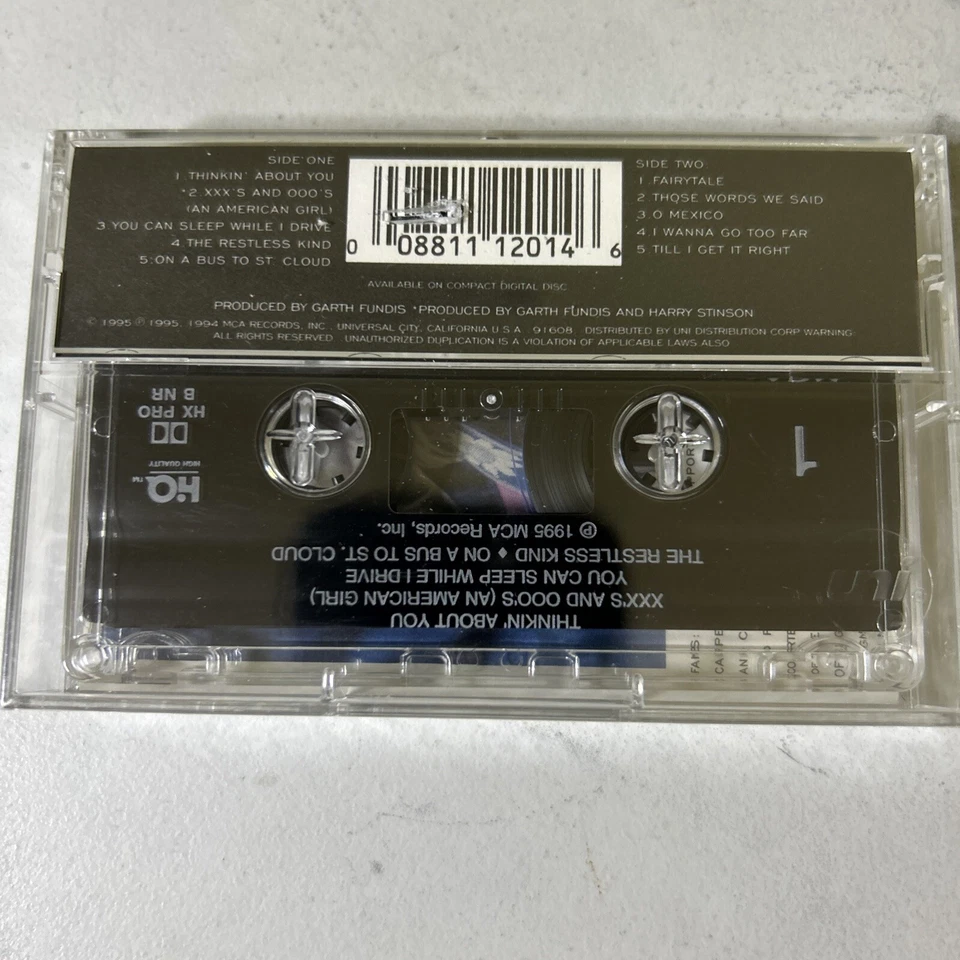 SIDE ONE
1.THINKIN' ABOUT YOU
*2.XXX'S AND OOO'S
(AN AMERICAN GIRL)
3.YOU CAN SLEEP WHILE I DRIVE
4.THE RESTLESS KIND
5.ON A BUS TO ST. CLOUD
0 08811 12014 6
SIDE TWO
1.FAIRYTALE
2.THOSE WORDS WE SAID
3.O MEXICO
4.I WANNA GO TOO FAR
5 TILL I GET IT RIGHT
AVAILABLE ON COMPACT DIGITAL DISC.
PRODUCED BY GARTH FUNDIS *PRODUCED BY GARTH FUNDIS AND HARRY STINSON
© 1995 ℗ 1995, 1994 MCA RECORDS, INC., UNIVERSAL CITY, CALIFORNIA U.S.A. 91608. DISTRIBUTED BY UNI DISTRIBUTION CORP WARNING:
ALL RIGHTS RESERVED. UNAUTHORIZED DUPLICATION IS A VIOLATION OF APPLICABLE LAWS. ALSO
1
THINKIN' ABOUT YOU
XXX'S AND OOO'S (AN AMERICAN GIRL)
YOU CAN SLEEP WHILE I DRIVE
THE RESTLESS KIND ♦ ON A BUS TO ST. CLOUD
℗ 1995 MCA Records, Inc.
HQ™
HIGH QUALITY
HX PRO
B NR